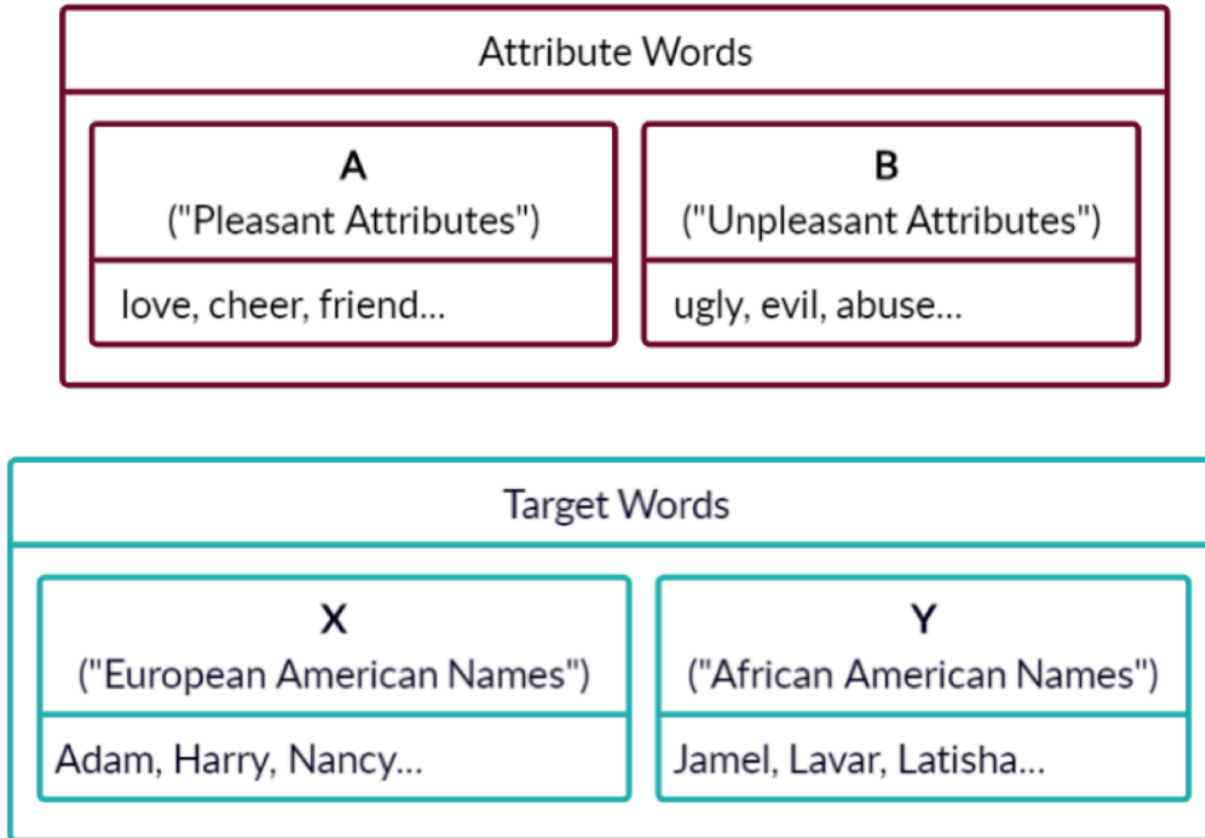 Attribute Words
A
("Pleasant Attributes")
love, cheer, friend...
B
("Unpleasant Attributes")
ugly, evil, abuse...
Target Words
X
("European American Names")
Adam, Harry, Nancy...
Y
("African American Names")
Jamel, Lavar, Latisha...